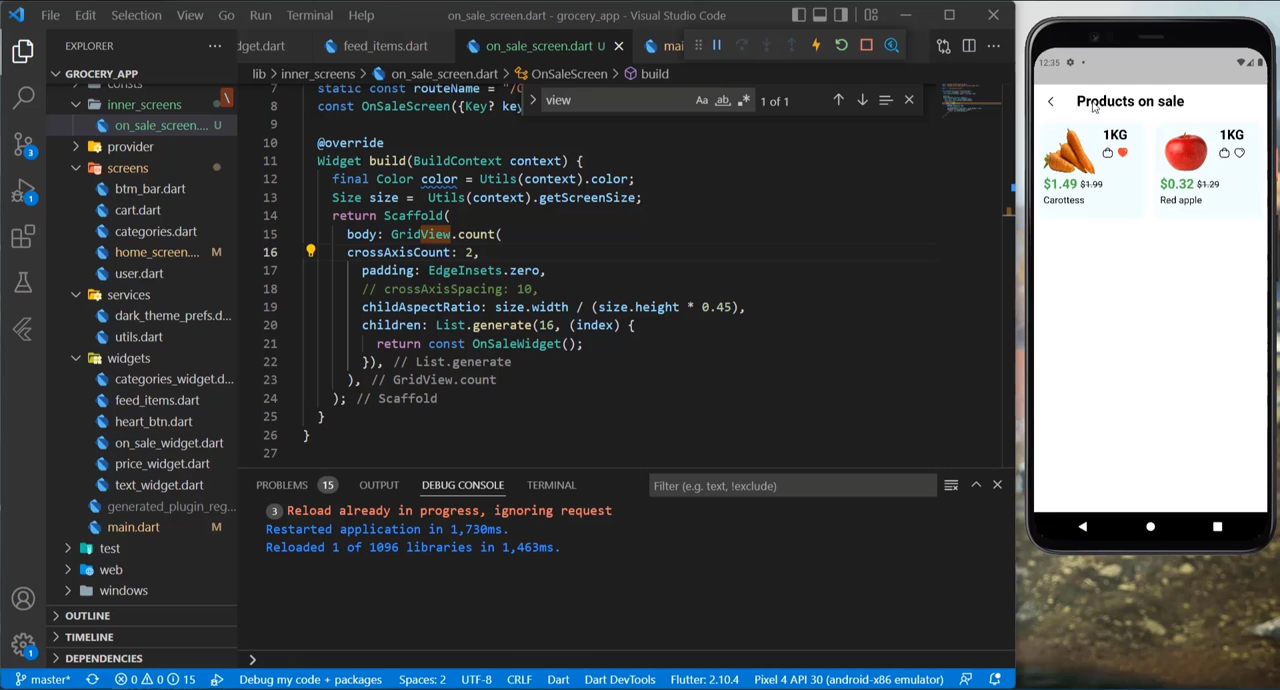 File Edit Selection View Go Run Terminal Help
on_sale_screen.dart - grocery_app - Visual Studio Code
EXPLORER
dget.dart
feed_items.dart
on_sale_screen.dart U
mai
GROCERY_APP
lib > inner_screens > on_sale_screen.dart > OnSaleScreen > build
inner_screens
on_sale_screen.... U
provider
screens
btm_bar.dart
cart.dart
categories.dart
home_screen.... M
user.dart
services
dark_theme_prefs.d...
utils.dart
widgets
categories_widget.d...
feed_items.dart
heart_btn.dart
on_sale_widget.dart
price_widget.dart
text_widget.dart
generated_plugin_reg...
main.dart M
test
web
windows
OUTLINE
TIMELINE
DEPENDENCIES
view
Aa ab
1 of 1
7 static const routeName = "/O
8 const OnSaleScreen({Key? key
9
10 @override
11 Widget build(BuildContext context) {
12 final Color color = Utils(context).color;
13 Size size = Utils(context).getScreenSize;
14 return Scaffold(
15 body: GridView.count(
16 crossAxisCount: 2,
17 padding: EdgeInsets.zero,
18 // crossAxisSpacing: 10,
19 childAspectRatio: size.width / (size.height * 0.45),
20 children: List.generate(16, (index) {
21 return const OnSaleWidget();
22 }), // List.generate
23 ), // GridView.count
24 ); // Scaffold
25 }
26 }
27
PROBLEMS 15 OUTPUT DEBUG CONSOLE TERMINAL
Filter (e.g. text, !exclude)
3 Reload already in progress, ignoring request
Restarted application in 1,730ms.
Reloaded 1 of 1096 libraries in 1,463ms.
master* 0 0 15 Debug my code + packages Spaces: 2 UTF-8 CRLF Dart Dart DevTools Flutter: 2.10.4 Pixel 4 API 30 (android-x86 emulator)
12:35
Products on sale
1KG
$1.49 $1.99
Carottess
1KG
$0.32 $1.29
Red apple